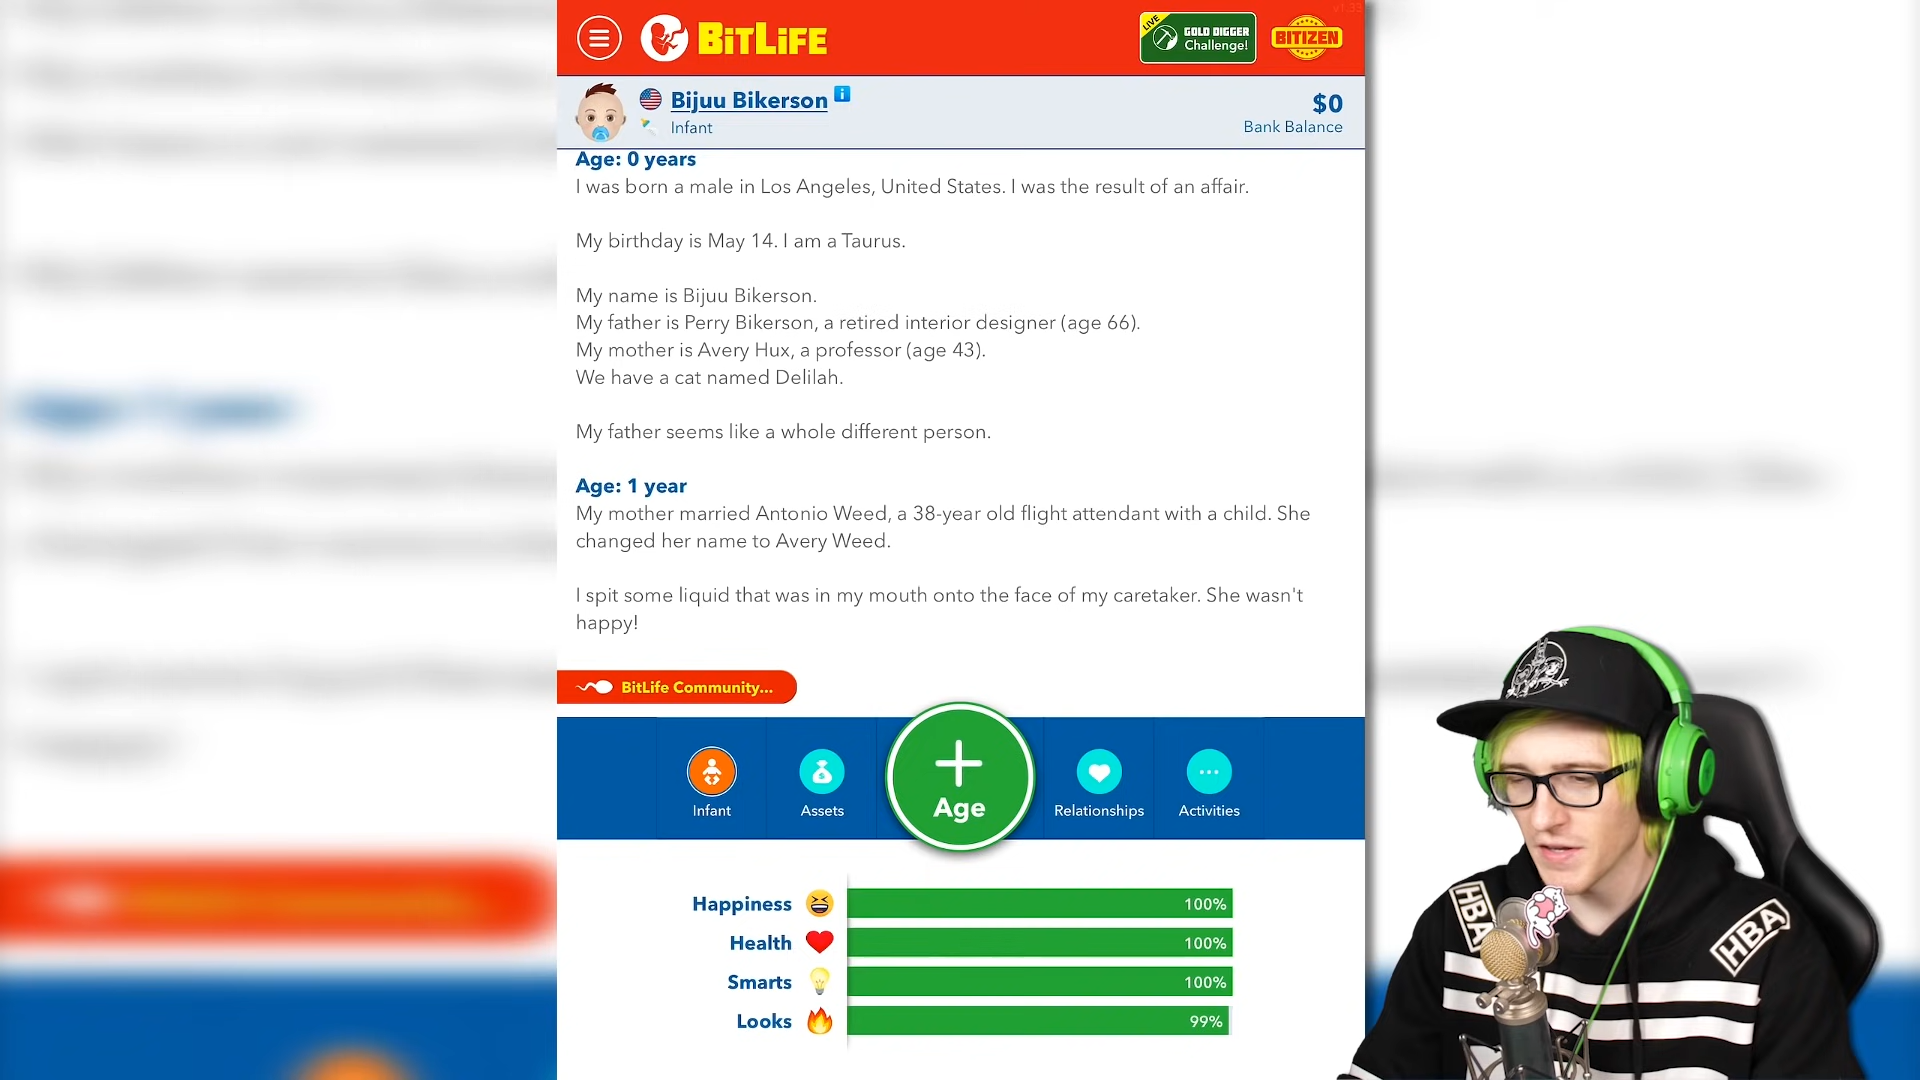 v1.33
BITLIFE
LIVE
GOLD DIGGER
Challenge!
BITIZEN
Bijuu Bikerson
Infant
$0
Bank Balance
Age: 0 years
I was born a male in Los Angeles, United States. I was the result of an affair.
My birthday is May 14. I am a Taurus.
My name is Bijuu Bikerson.
My father is Perry Bikerson, a retired interior designer (age 66).
My mother is Avery Hux, a professor (age 43).
We have a cat named Delilah.
My father seems like a whole different person.
Age: 1 year
My mother married Antonio Weed, a 38-year old flight attendant with a child. She
changed her name to Avery Weed.
I spit some liquid that was in my mouth onto the face of my caretaker. She wasn't
happy!
BitLife Community...
Infant
Assets
Age
Relationships
Activities
Happiness 100%
Health 100%
Smarts 100%
Looks 99%
HBA
HBA